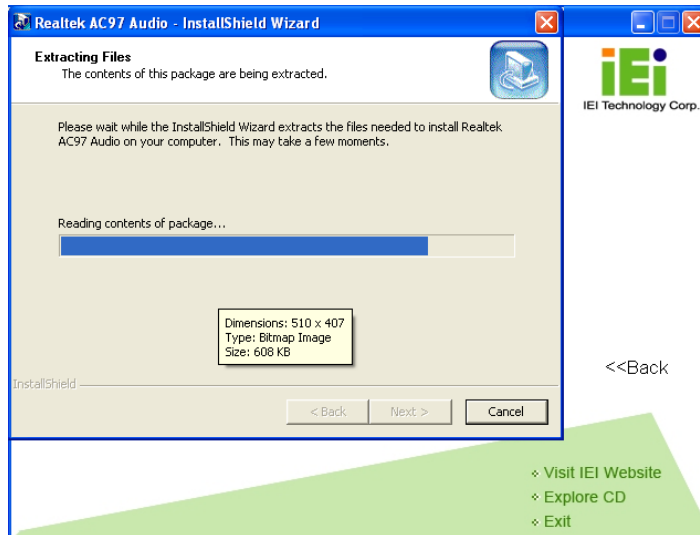 Realtek AC97 Audio - InstallShield Wizard
Extracting Files
The contents of this package are being extracted.
iEi
IEI Technology Corp.
Please wait while the InstallShield Wizard extracts the files needed to install Realtek
AC97 Audio on your computer. This may take a few moments.
Reading contents of package...
Dimensions: 510 x 407
Type: Bitmap Image
Size: 608 KB
<<Back
InstallShield
< Back
Next >
Cancel
Visit IEI Website
Explore CD
Exit